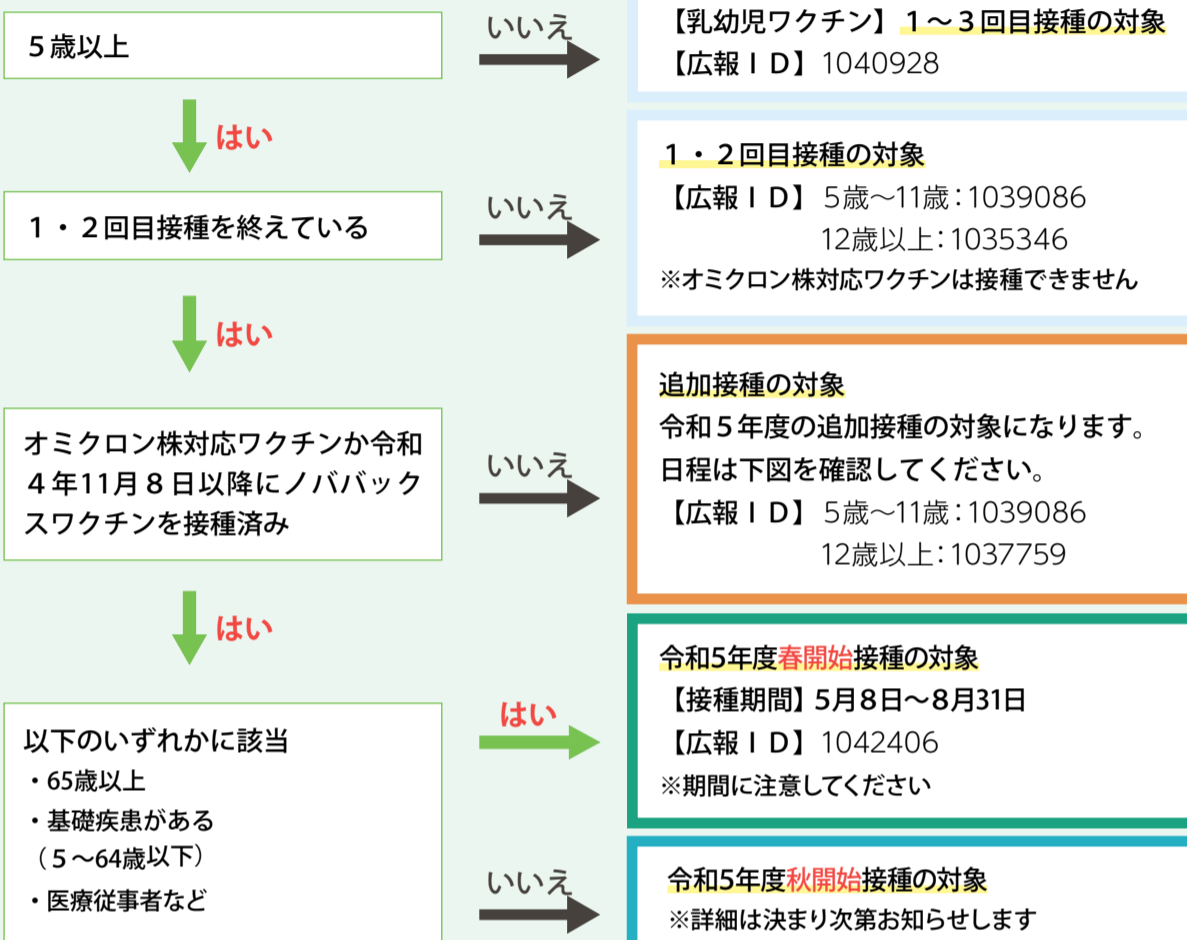 5歳以上
いいえ
【乳幼児ワクチン】1～3回目接種の対象
【広報ＩＤ】1040928
はい
1・2回目接種を終えている
いいえ
1・2回目接種の対象
【広報ＩＤ】5歳～11歳：1039086
12歳以上：1035346
※オミクロン株対応ワクチンは接種できません
はい
オミクロン株対応ワクチンか令和
４年11月８日以降にノババック
スワクチンを接種済み
いいえ
追加接種の対象
令和５年度の追加接種の対象になります。
日程は下図を確認してください。
【広報ＩＤ】5歳～11歳：1039086
12歳以上：1037759
はい
以下のいずれかに該当
・65歳以上
・基礎疾患がある
（５～64歳以下）
・医療従事者など
はい
令和5年度春開始接種の対象
【接種期間】5月8日～8月31日
【広報ＩＤ】1042406
※期間に注意してください
いいえ
令和5年度秋開始接種の対象
※詳細は決まり次第お知らせします